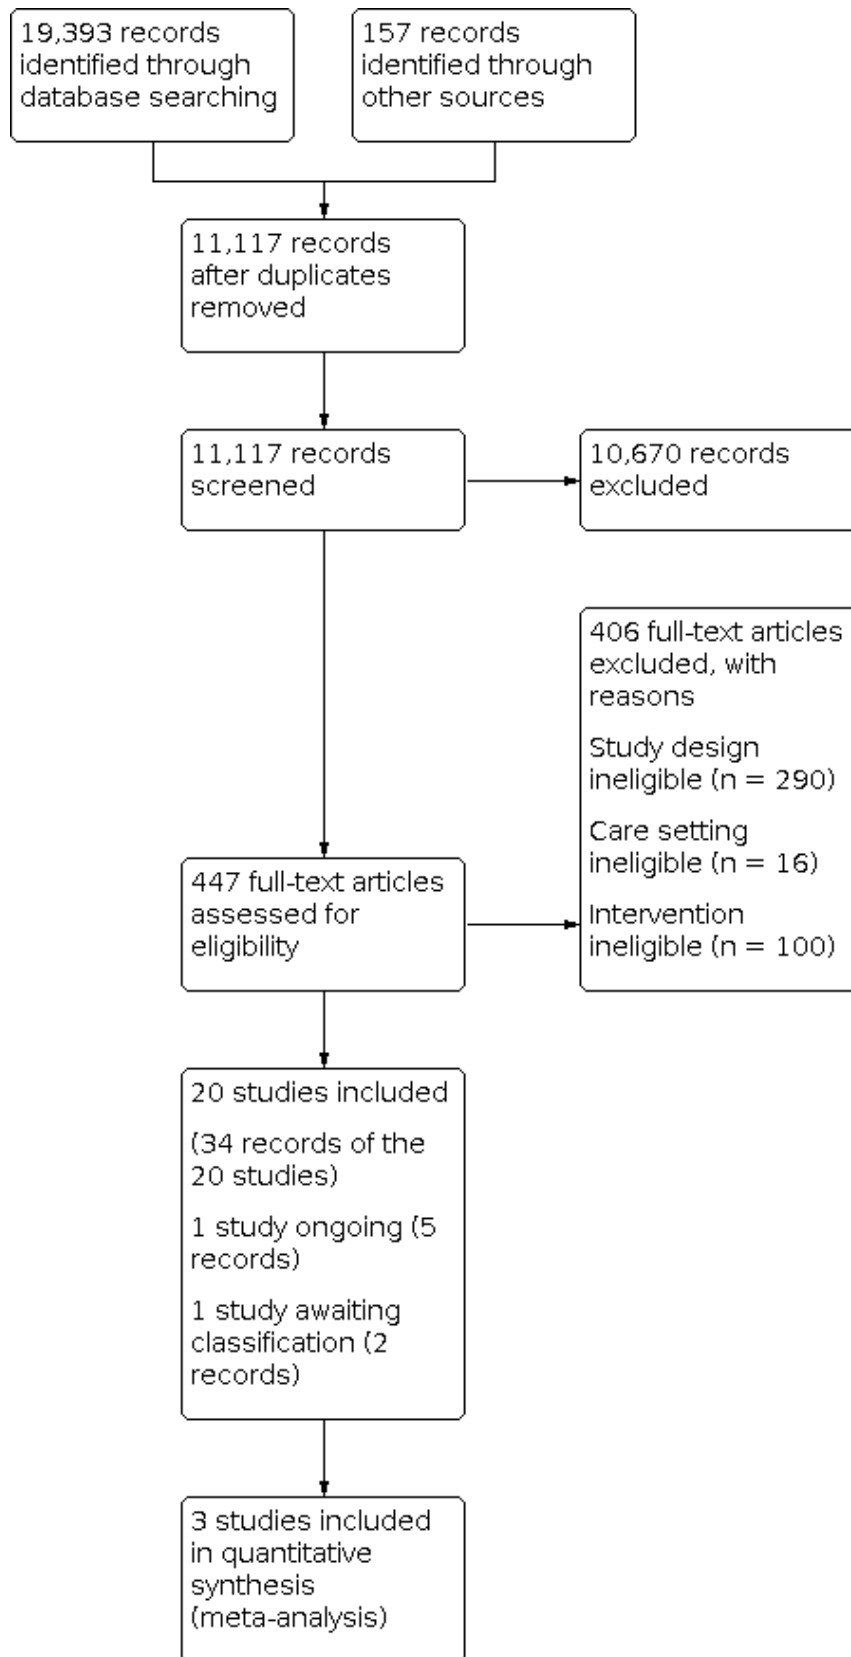 19,393 records
identified through
database searching
157 records
identified through
other sources
11,117 records
after duplicates
removed
11,117 records
screened
10,670 records
excluded
406 full-text articles
excluded, with
reasons
Study design
ineligible (n = 290)
Care setting
ineligible (n = 16)
Intervention
ineligible (n = 100)
447 full-text articles
assessed for
eligibility
20 studies included
(34 records of the
20 studies)
1 study ongoing (5
records)
1 study awaiting
classification (2
records)
3 studies included
in quantitative
synthesis
(meta-analysis)